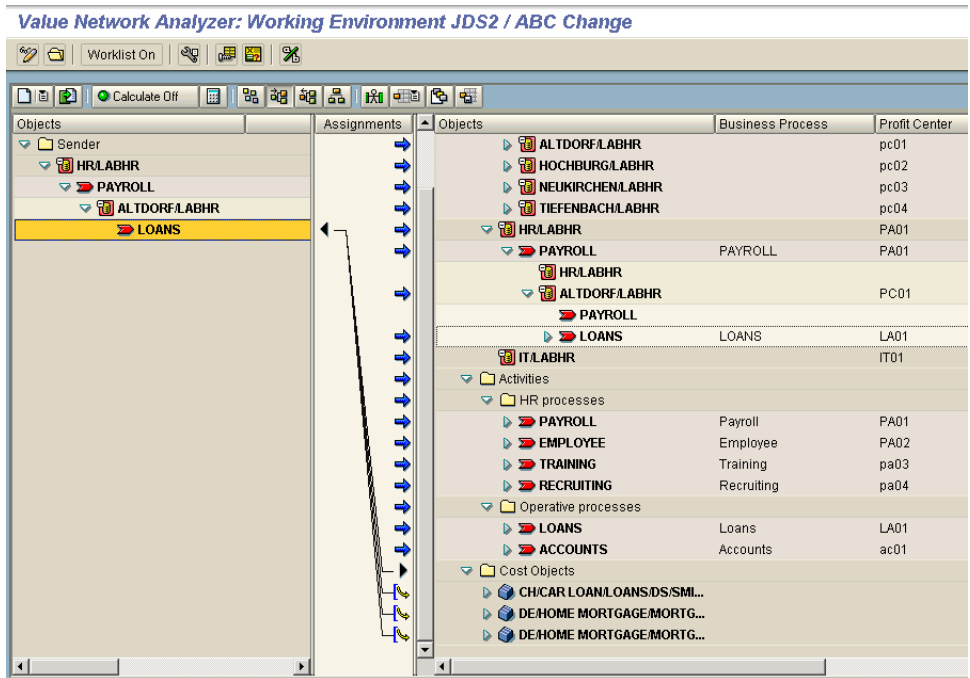 Value Network Analyzer: Working Environment JDS2 / ABC Change
Worklist On
Calculate Off
Objects
Sender
HR/LABHR
PAYROLL
ALTDORF/LABHR
LOANS
Assignments
Objects Business Process Profit Center
ALTDORF/LABHR pc01
HOCHBURG/LABHR pc02
NEUKIRCHEN/LABHR pc03
TIEFENBACH/LABHR pc04
HR/LABHR PA01
PAYROLL PAYROLL PA01
HR/LABHR
ALTDORF/LABHR PC01
PAYROLL
LOANS LOANS LA01
IT/LABHR IT01
Activities
HR processes
PAYROLL Payroll PA01
EMPLOYEE Employee PA02
TRAINING Training pa03
RECRUITING Recruiting pa04
Operative processes
LOANS Loans LA01
ACCOUNTS Accounts ac01
Cost Objects
CH/CAR LOAN/LOANS/DS/SMI...
DE/HOME MORTGAGE/MORTG...
DE/HOME MORTGAGE/MORTG...